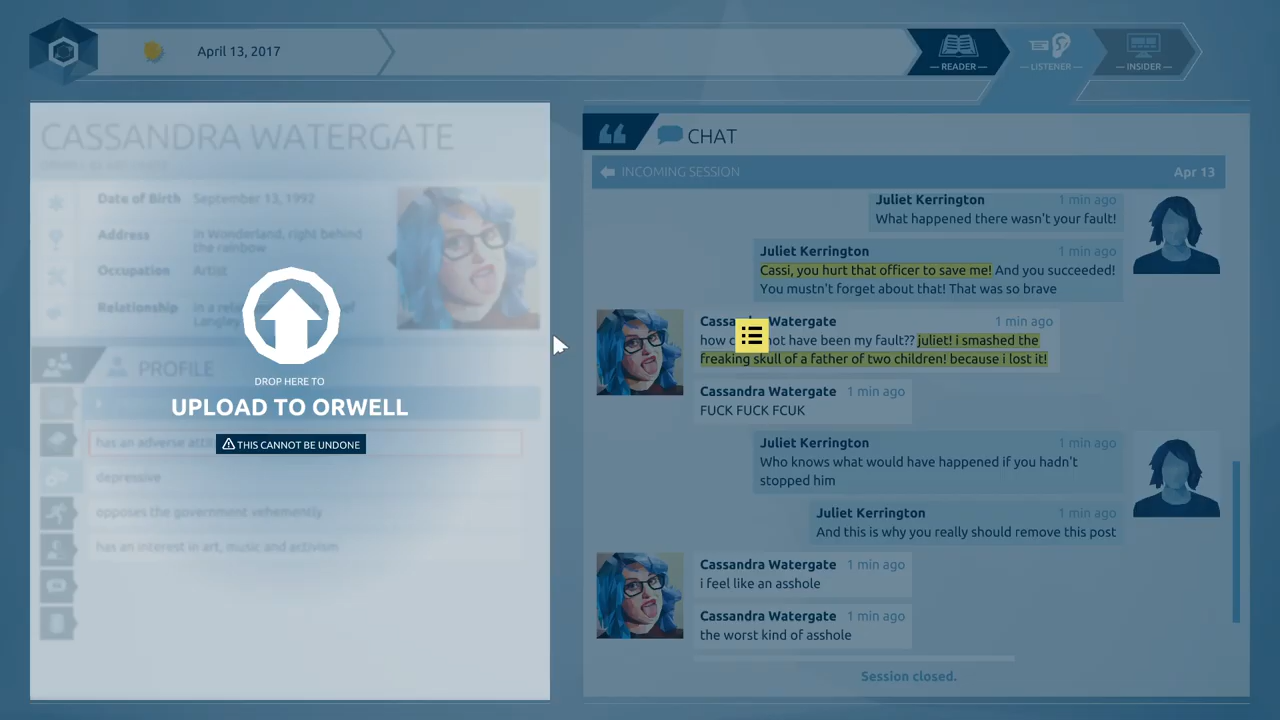 April 13, 2017
— READER —
— LISTENER —
— INSIDER —
CASSANDRA WATERGATE
Date of Birth September 13, 1992
Address in Wonderland, right behind
the rainbow
Occupation Artist
Relationship in a
Langley
PROFILE
has an adverse
depressive
opposes the government vehemently
has an interest in art, music and activism
DROP HERE TO
UPLOAD TO ORWELL
THIS CANNOT BE UNDONE
CHAT
INCOMING SESSION Apr 13
Juliet Kerrington 1 min ago
What happened there wasn't your fault!
Juliet Kerrington 1 min ago
Cassi, you hurt that officer to save me! And you succeeded!
You mustn't forget about that! That was so brave
Cassandra Watergate 1 min ago
how not have been my fault?? juliet! i smashed the
freaking skull of a father of two children! because i lost it!
Cassandra Watergate 1 min ago
FUCK FUCK FCUK
Juliet Kerrington 1 min ago
Who knows what would have happened if you hadn't
stopped him
Juliet Kerrington 1 min ago
And this is why you really should remove this post
Cassandra Watergate 1 min ago
i feel like an asshole
Cassandra Watergate 1 min ago
the worst kind of asshole
Session closed.